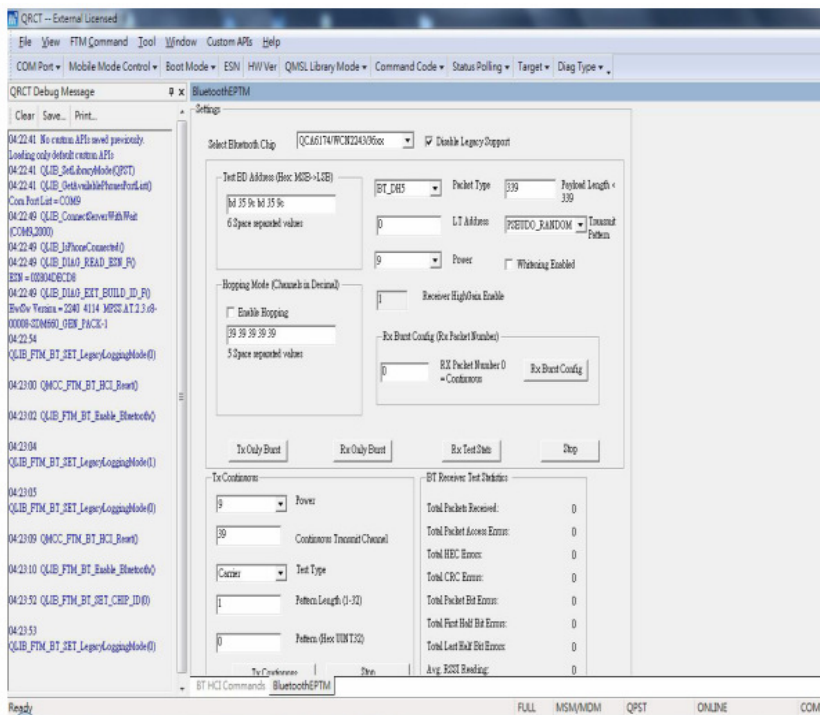 QRCT -- External Licensed
File View FTM Command Tool Window Custom APIs Help
COM Port Mobile Mode Control Boot Mode ESN HW Ver QMSL Library Mode Command Code Status Polling Target Diag Type
QRCT Debug Message
Clear Save... Print...
04:22:41 No custom APIs saved previously.
Loading only default custom APIs
04:22:41 QLIB_SetLibraryMode(QPST)
04:22:41 QLIB_GetAvailablePhonesPortList()
Com Port List = COM9
04:22:49 QLIB_ConnectServerWithWait
(COM9,2000)
04:22:49 QLIB_IsPhoneConnected()
04:22:49 QLIB_DIAG_READ_ESN_F()
ESN = 0X804DECD8
04:22:49 QLIB_DIAG_EXT_BUILD_ID_F()
HwSw Version = 2240 4114 MPSS.AT.2.3.c8-
00008-SDM660_GEN_PACK-1
04:22:54
QLIB_FTM_BT_SET_LegacyLoggingMode(0)
04:23:00 QMCC_FTM_BT_HCI_Reset()
04:23:02 QLIB_FTM_BT_Enable_Bluetooth()
04:23:04
QLIB_FTM_BT_SET_LegacyLoggingMode(1)
04:23:05
QLIB_FTM_BT_SET_LegacyLoggingMode(0)
04:23:09 QMCC_FTM_BT_HCI_Reset()
04:23:10 QLIB_FTM_BT_Enable_Bluetooth()
04:23:52 QLIB_FTM_BT_SET_CHIP_ID(0)
04:23:53
QLIB_FTM_BT_SET_LegacyLoggingMode(0)
BluetoothEPTM
Settings
Select Bluetooth Chip QCA6174/WCN2243/36xx Disable Legacy Support
Test BD Address (Hex: MSB->LSB)
bd 35 9c bd 35 9c
6 Space separated values
BT_DH5 Packet Type 339 Payload Length <
339
0 LT Address PSEUDO_RANDOM Transmit
Pattern
9 Power Whitening Enabled
Hopping Mode (Channels in Decimal)
Enable Hopping
39 39 39 39 39
5 Space separated values
1 Receiver HighGain Enable
Rx Burst Config (Rx Packet Number)
0 RX Packet Number 0
= Continuous
Rx Burst Config
Tx Only Burst Rx Only Burst Rx Test Stats Stop
Tx Continuous
9 Power
39 Continuous Transmit Channel
Carrier Test Type
1 Pattern Length (1-32)
0 Pattern (Hex UINT32)
Tx Continuous Stop
BT Receiver Test Statistics
Total Packets Received: 0
Total Packet Access Errors: 0
Total HEC Errors: 0
Total CRC Errors: 0
Total Packet Bit Errors: 0
Total First Half Bit Errors: 0
Total Last Half Bit Errors: 0
Avg. RSSI Reading: 0
BT HCI Commands BluetoothEPTM
Ready FULL MSM/MDM QPST ONLINE COM